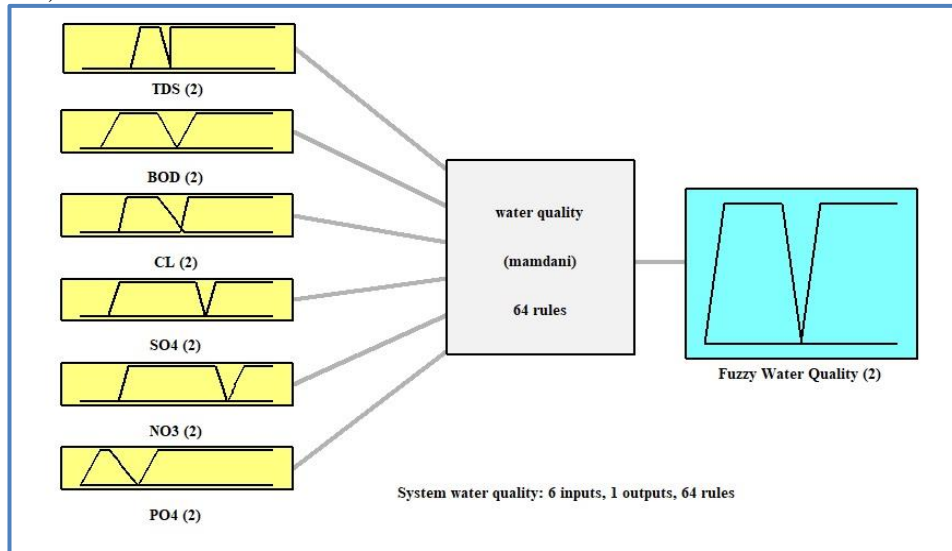 TDS (2)
BOD (2)
CL (2)
SO4 (2)
NO3 (2)
PO4 (2)
water quality
(mamdani)
64 rules
Fuzzy Water Quality (2)
System water quality: 6 inputs, 1 outputs, 64 rules